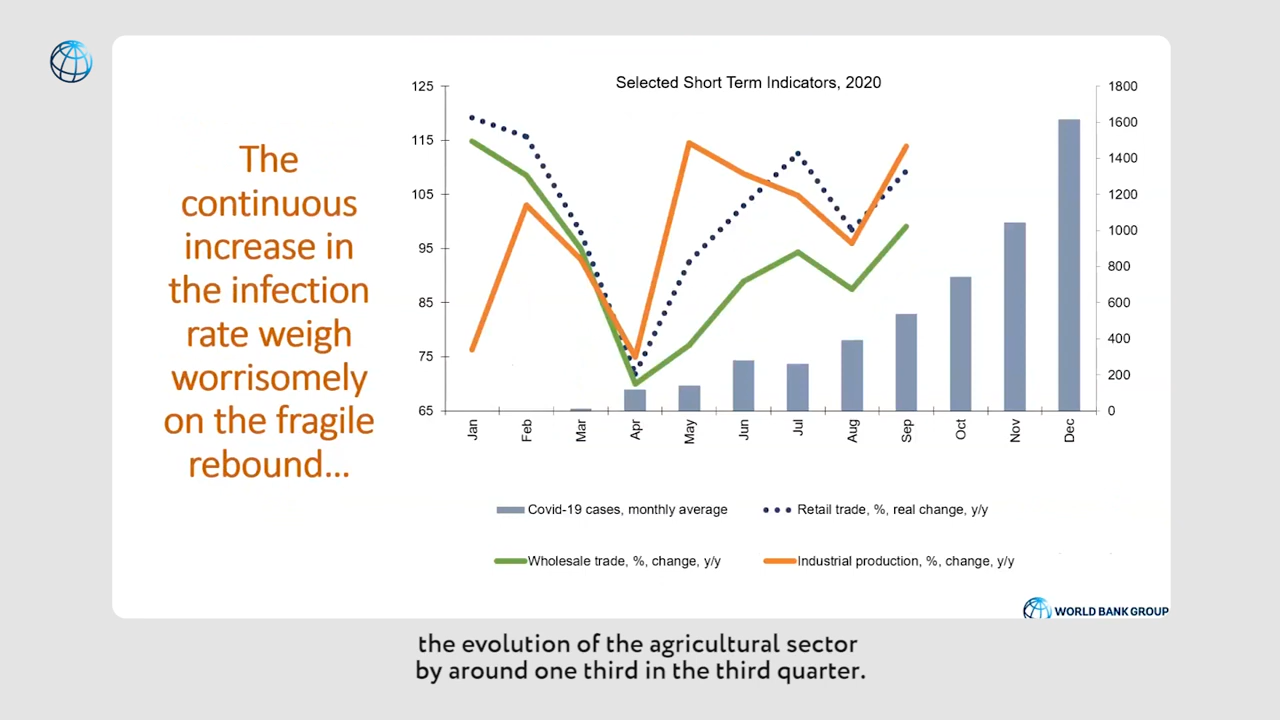 The
continuous
increase in
the infection
rate weigh
worrisomely
on the fragile
rebound...
Selected Short Term Indicators, 2020
125
115
105
95
85
75
65
1800
1600
1400
1200
1000
800
600
400
200
0
Jan
Feb
Mar
Apr
May
Jun
Jul
Aug
Sep
Oct
Nov
Dec
Covid-19 cases, monthly average
Retail trade, %, real change, y/y
Wholesale trade, %, change, y/y
Industrial production, %, change, y/y
WORLD BANK GROUP
the evolution of the agricultural sector
by around one third in the third quarter.